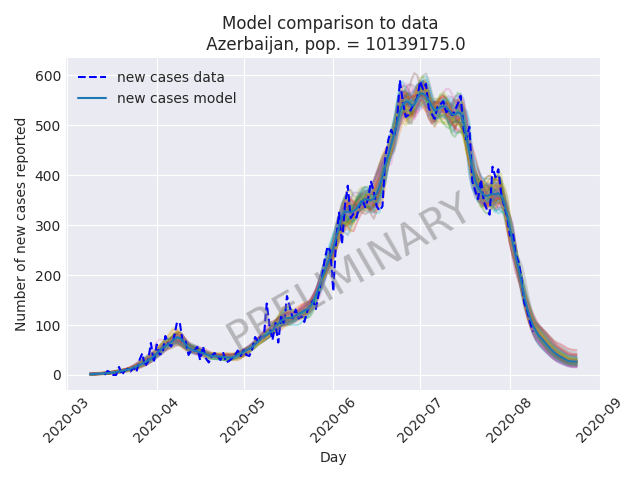 Model comparison to data
Azerbaijan, pop. = 10139175.0
new cases data
new cases model
600
500
400
300
200
100
0
Number of new cases reported
PRELIMINARY
2020-03
2020-04
2020-05
2020-06
2020-07
2020-08
2020-09
Day